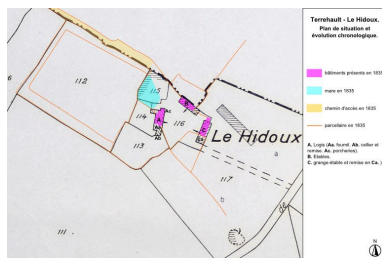 Terrehault - Le Hidoux.
Plan de situation et
évolution chronologique.
bâtiments présents en 1835
mare en 1835
chemin d'accès en 1835
parcellaire en 1835
A. Logis (Aa. fournil, Ab. cellier et
remise, Ac. porcheries).
B. Etables.
C. grange-étable et remise en Ca.
112
115
114
116
113
A
B
C
Le Hidoux
a
117
b
111
de
N